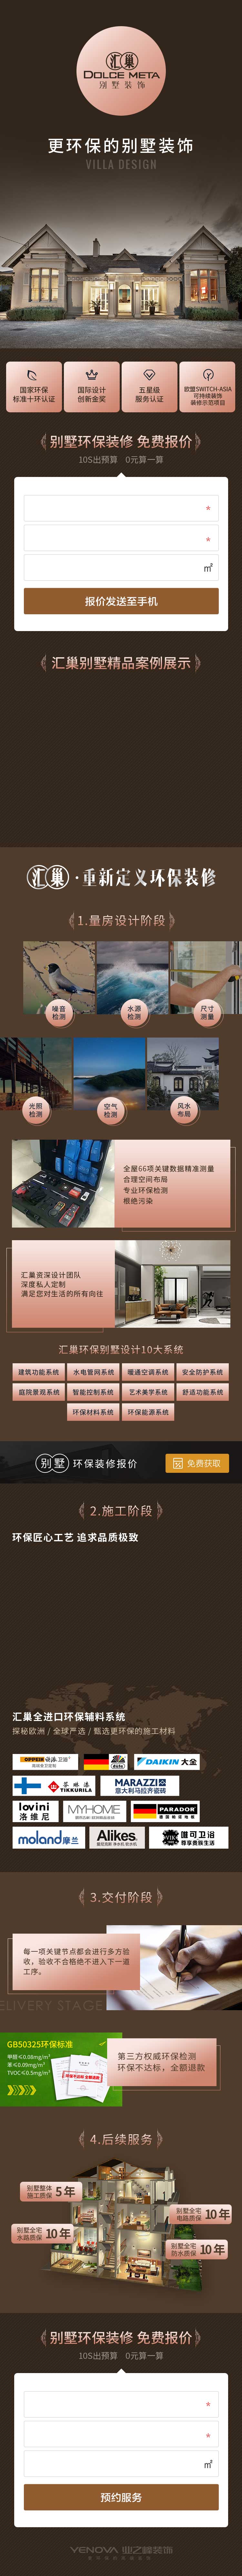 汇巢
DOLCE META
别墅装饰
更环保的别墅装饰
VILLA DESIGN
国家环保
标准十环认证
国际设计
创新金奖
五星级
服务认证
欧盟SWITCH-ASIA
可持续装饰
装修示范项目
别墅环保装修 免费报价
10S出预算 0元算一算
*
*
㎡
报价发送至手机
汇巢别墅精品案例展示
汇巢·重新定义环保装修
1.量房设计阶段
噪音
检测
水源
检测
尺寸
测量
光照
检测
空气
检测
风水
布局
全屋66项关键数据精准测量
合理空间布局
专业环保检测
根绝污染
汇巢资深设计团队
深度私人定制
满足您对生活的所有向往
汇巢环保别墅设计10大系统
建筑功能系统
水电管网系统
暖通空调系统
安全防护系统
庭院景观系统
智能控制系统
艺术美学系统
舒适功能系统
环保材料系统
环保能源系统
别墅 环保装修报价
免费获取
2.施工阶段
环保匠心工艺 追求品质极致
汇巢全进口环保辅料系统
探秘欧洲 / 全球严选 / 甄选更环保的施工材料
OPPEIN 欧派卫浴
DAIKIN 大金
芬琳漆
TIKKURILA
MARAZZI
意大利马拉齐瓷砖
lovini
洛维尼
MYHOME
PARADOR
moland摩兰
Alikes
唯可卫浴
尊享贵族生活
3.交付阶段
每一项关键节点都会进行多方验
收，验收不合格绝不进入下一道
工序。
DELIVERY STAGE
GB50325环保标准
甲醛≤0.08mg/m³
苯≤0.09mg/m³
TVOC≤0.5mg/m³
第三方权威环保检测
环保不达标，全额退款
4.后续服务
别墅整体
施工质保 5 年
别墅全宅
电路质保 10 年
别墅全宅
水路质保 10 年
别墅全宅
防水质保 10 年
别墅环保装修 免费报价
10S出预算 0元算一算
*
*
㎡
预约服务
YENOVA 业之峰装饰